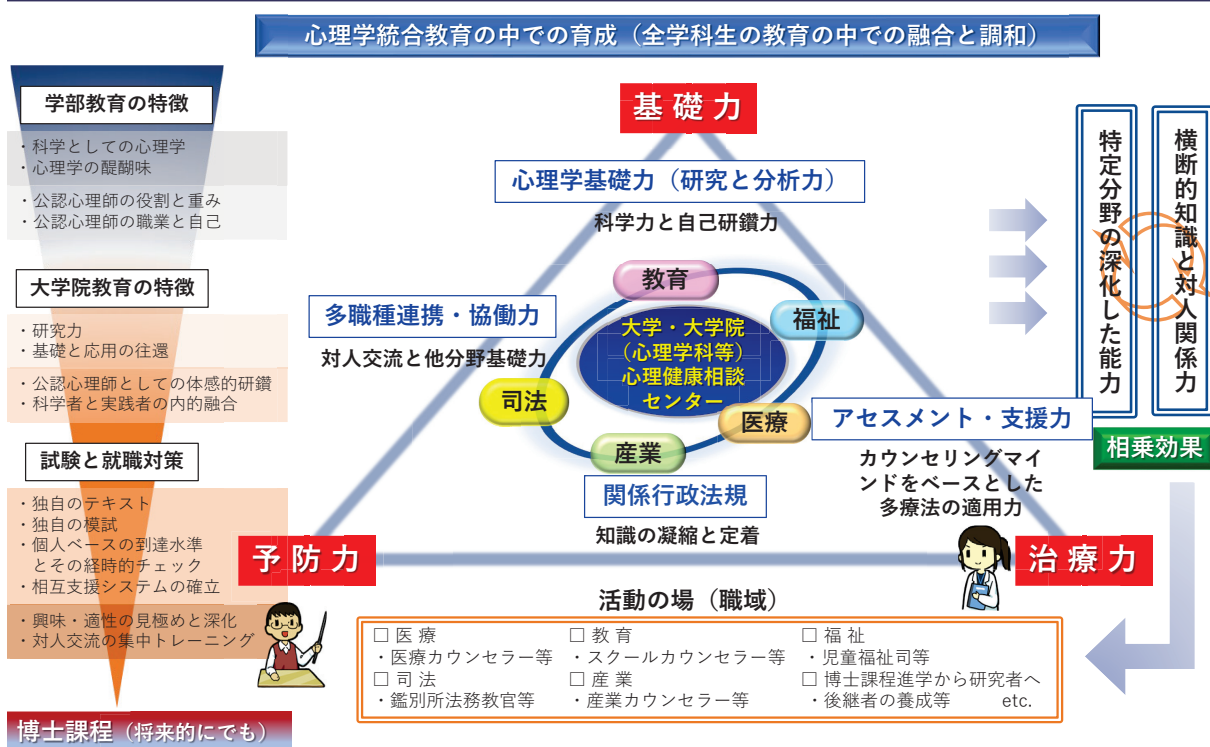 心理学統合教育の中での育成（全学科生の教育の中での融合と調和）
学部教育の特徴
・科学としての心理学
・心理学の醍醐味
・公認心理師の役割と重み
・公認心理師の職業と自己
大学院教育の特徴
・研究力
・基礎と応用の往還
・公認心理師としての体感的研鑽
・科学者と実践者の内的融合
試験と就職対策
・独自のテキスト
・独自の模試
・個人ベースの到達水準
とその経時的チェック
・相互支援システムの確立
・興味・適性の見極めと深化
・対人交流の集中トレーニング
博士課程（将来的にでも）
基礎力
心理学基礎力（研究と分析力）
科学力と自己研鑽力
多職種連携・協働力
対人交流と他分野基礎力
教育
福祉
司法
医療
産業
大学・大学院
（心理学科等）
心理健康相談
センター
アセスメント・支援力
カウンセリングマイ
ンドをベースとした
多療法の適用力
関係行政法規
知識の凝縮と定着
予防力
治療力
横断的知識と対人関係力
特定分野の深化した能力
相乗効果
活動の場（職域）
□ 医 療
・医療カウンセラー等
□ 司 法
・鑑別所法務教官等
□ 教 育
・スクールカウンセラー等
□ 産 業
・産業カウンセラー等
□ 福 祉
・児童福祉司等
□ 博士課程進学から研究者へ
・後継者の養成等 etc.